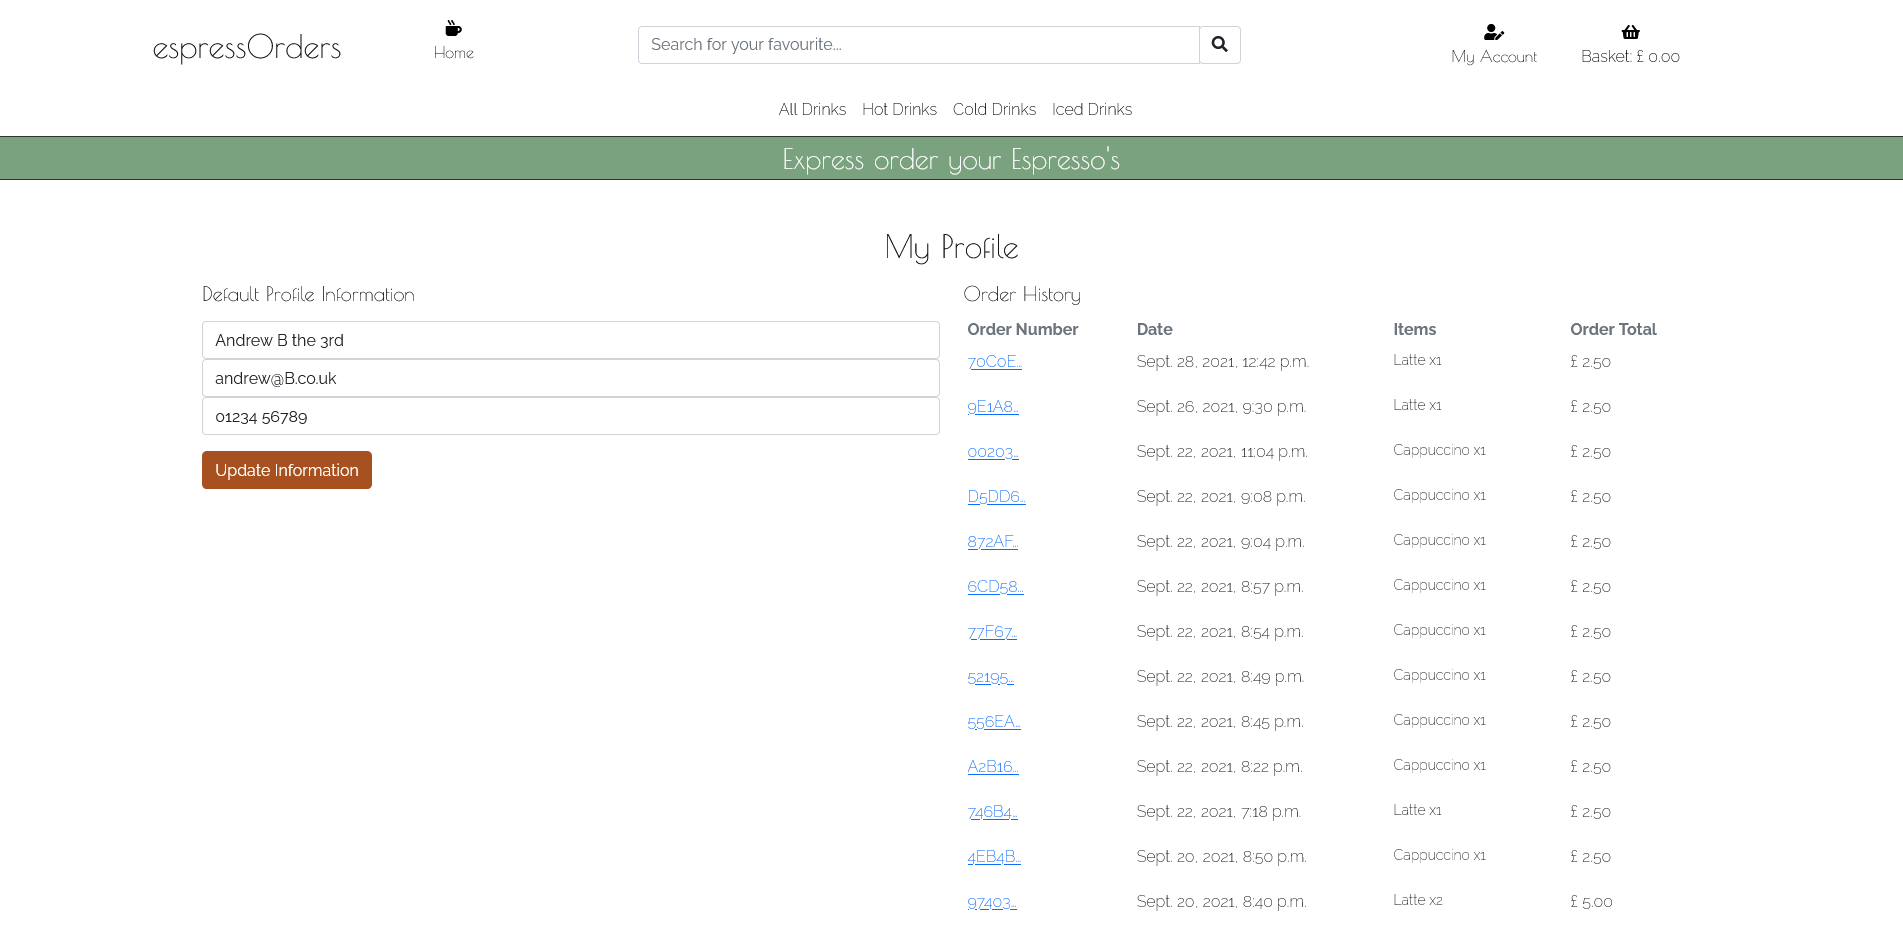 espressOrders
Home
Search for your favourite...
My Account
Basket: £ 0.00
All Drinks Hot Drinks Cold Drinks Iced Drinks
Express order your Espresso's
My Profile
Default Profile Information
Andrew B the 3rd
andrew@B.co.uk
01234 56789
Update Information
Order History
Order Number Date Items Order Total
70C0E... Sept. 28, 2021, 12:42 p.m. Latte x1 £ 2.50
9E1A8... Sept. 26, 2021, 9:30 p.m. Latte x1 £ 2.50
00203... Sept. 22, 2021, 11:04 p.m. Cappuccino x1 £ 2.50
D5DD6... Sept. 22, 2021, 9:08 p.m. Cappuccino x1 £ 2.50
872AF... Sept. 22, 2021, 9:04 p.m. Cappuccino x1 £ 2.50
6CD58... Sept. 22, 2021, 8:57 p.m. Cappuccino x1 £ 2.50
77F67... Sept. 22, 2021, 8:54 p.m. Cappuccino x1 £ 2.50
52195... Sept. 22, 2021, 8:49 p.m. Cappuccino x1 £ 2.50
556EA... Sept. 22, 2021, 8:45 p.m. Cappuccino x1 £ 2.50
A2B16... Sept. 22, 2021, 8:22 p.m. Cappuccino x1 £ 2.50
746B4... Sept. 22, 2021, 7:18 p.m. Latte x1 £ 2.50
4EB4B... Sept. 20, 2021, 8:50 p.m. Cappuccino x1 £ 2.50
97403... Sept. 20, 2021, 8:40 p.m. Latte x2 £ 5.00